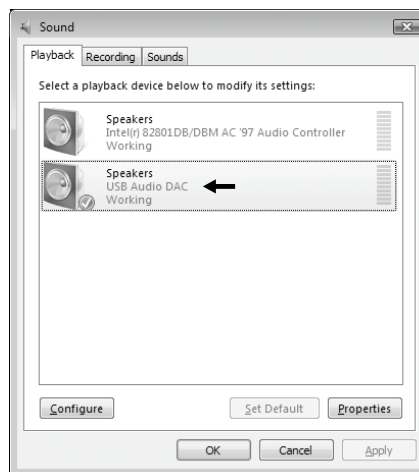 Sound
Playback Recording Sounds
Select a playback device below to modify its settings:
Speakers
Intel(r) 82801DB/DBM AC '97 Audio Controller
Working
Speakers
USB Audio DAC
Working
Configure Set Default Properties
OK Cancel Apply